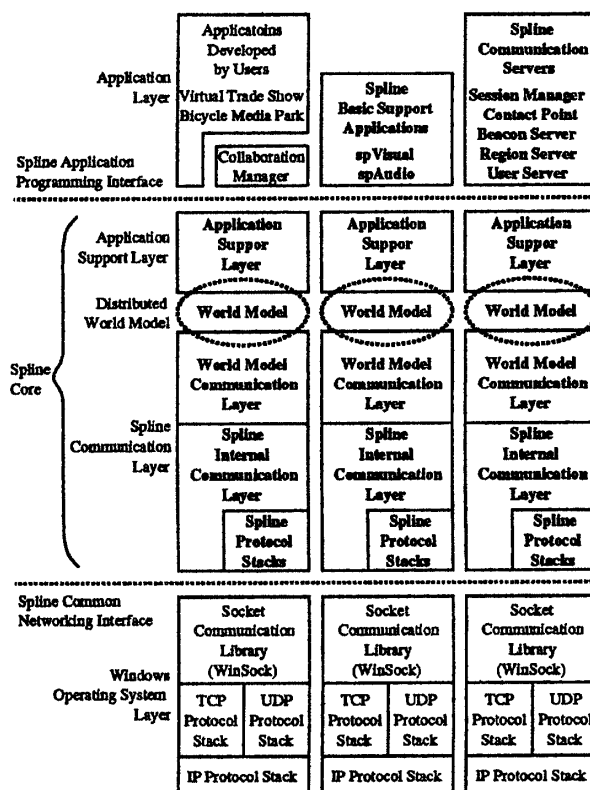 Applicatoins
Developed
by Users
Virtual Trade Show
Bicycle Media Park
Collaboration
Manager
Spline
Basic Support
Applications
spVisual
spAudio
Spline
Communication
Servers
Session Manager
Contact Point
Beacon Server
Region Server
User Server
Application
Layer
Spline Application
Programming Interface
Application
Support Layer
Application
Suppor
Layer
Application
Suppor
Layer
Application
Suppor
Layer
Distributed
World Model
World Model
World Model
World Model
Spline
Core
World Model
Communication
Layer
World Model
Communication
Layer
World Model
Communication
Layer
Spline
Communication
Layer
Spline
Internal
Communication
Layer
Spline
Protocol
Stacks
Spline
Internal
Communication
Layer
Spline
Protocol
Stacks
Spline
Internal
Communication
Layer
Spline
Protocol
Stacks
Spline Common
Networking Interface
Socket
Communication
Library
(WinSock)
Socket
Communication
Library
(WinSock)
Socket
Communication
Library
(WinSock)
Windows
Operating System
Layer
TCP
Protocol
Stack
UDP
Protocol
Stack
TCP
Protocol
Stack
UDP
Protocol
Stack
TCP
Protocol
Stack
UDP
Protocol
Stack
IP Protocol Stack
IP Protocol Stack
IP Protocol Stack